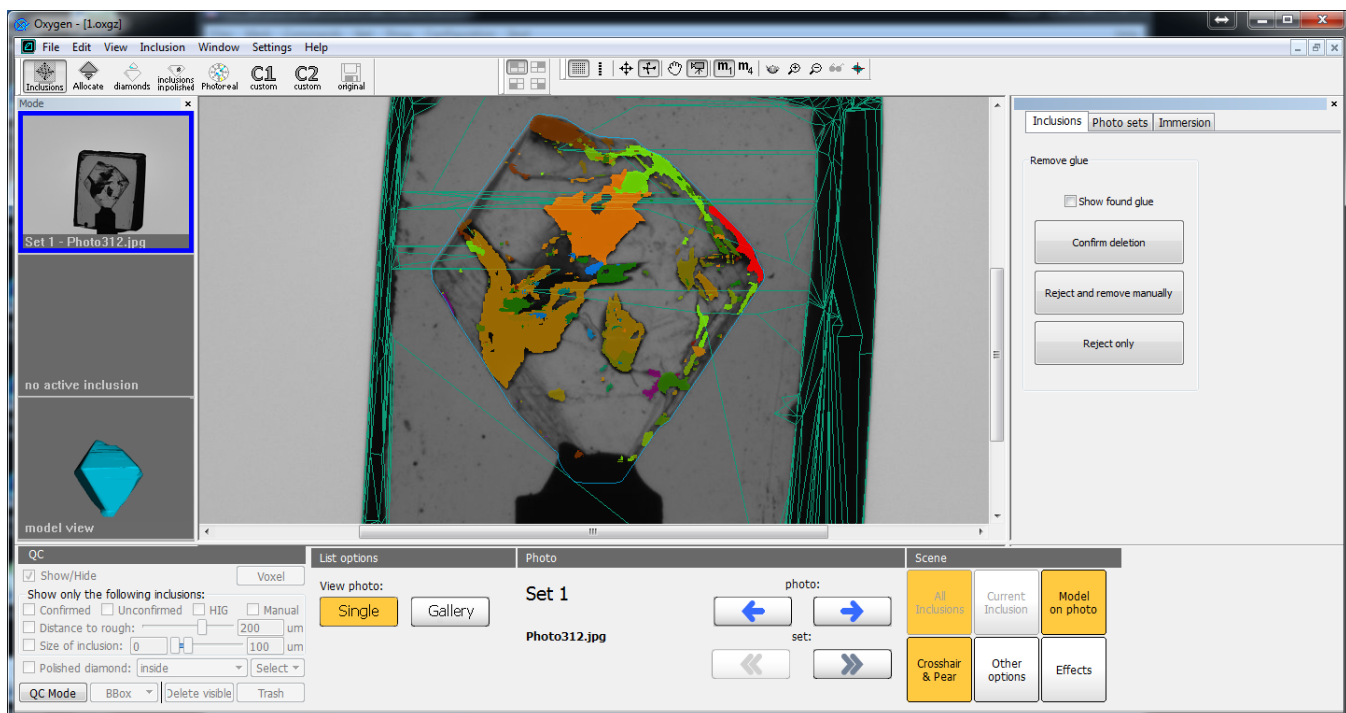 Oxygen - [1.oxgz]
File Edit View Inclusion Window Settings Help
Inclusions Allocate diamonds inclusions inpolished Photoreal C1 custom C2 custom original m1 m4
Mode
Inclusions Photo sets Immersion
Remove glue
Show found glue
Confirm deletion
Reject and remove manually
Reject only
Set 1 - Photo312.jpg
no active inclusion
model view
QC
Show/Hide Voxel
Show only the following inclusions:
Confirmed Unconfirmed HIG Manual
Distance to rough: 200 um
Size of inclusion: 0 100 um
Polished diamond: inside Select
QC Mode BBox Delete visible Trash
List options
View photo:
Single Gallery
Photo
Set 1
photo:
Photo312.jpg
set:
Scene
All Inclusions
Current Inclusion
Model on photo
Crosshair & Pear
Other options
Effects